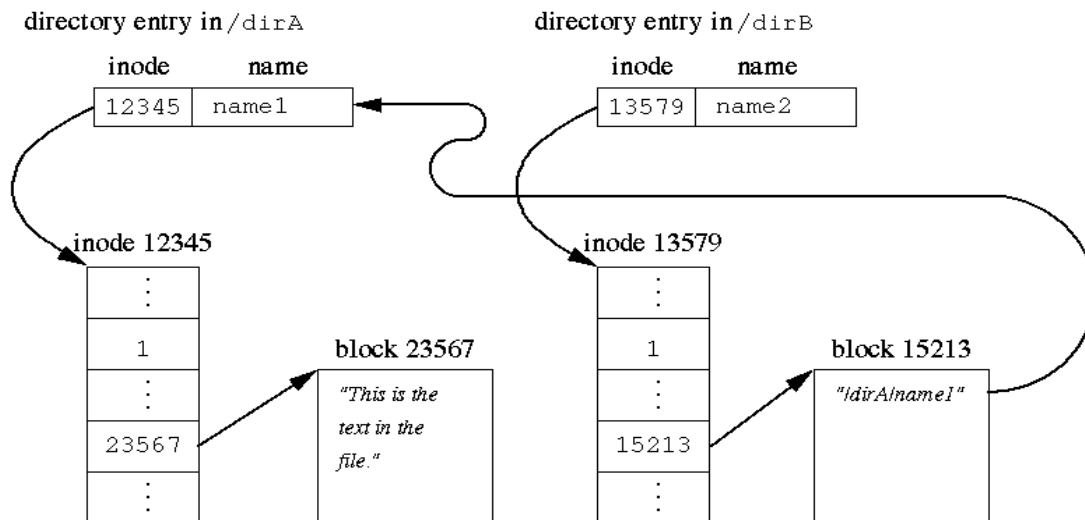 directory entry in /dirA
directory entry in /dirB
inode name
inode name
12345 name1
13579 name2
inode 12345
inode 13579
⋮
⋮
1
1
block 23567
block 15213
⋮
⋮
"This is the
text in the
file."
"/dirA/name1"
23567
15213
⋮
⋮